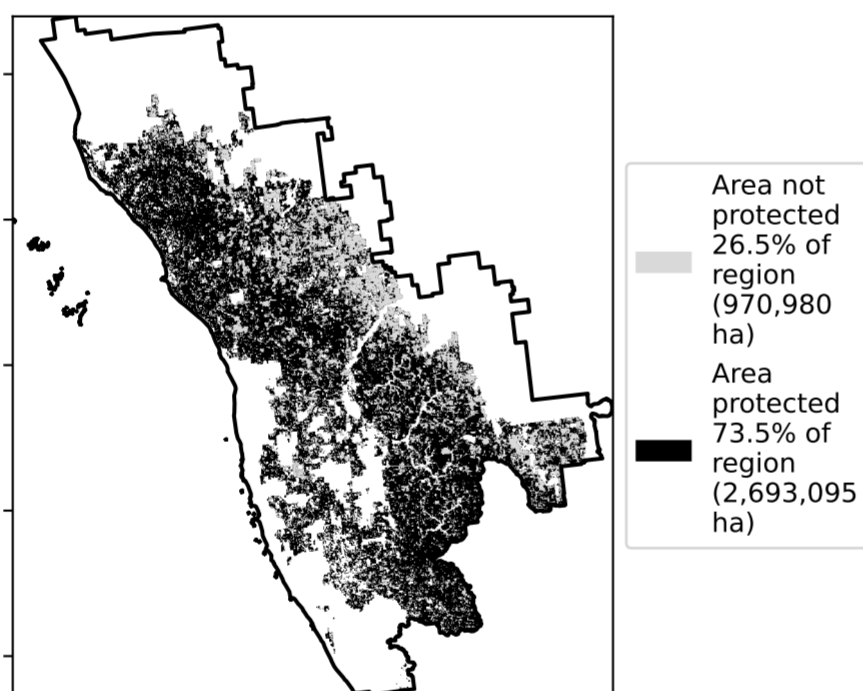 Area not
protected
26.5% of
region
(970,980
ha)
Area
protected
73.5% of
region
(2,693,095
ha)